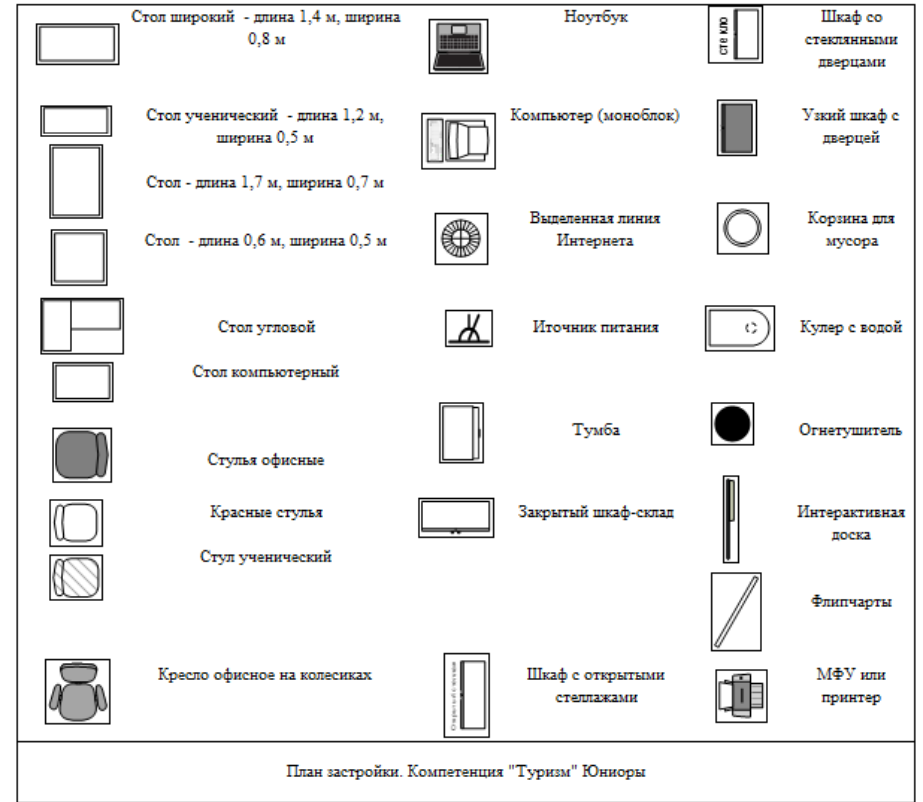 Стол широкий - длина 1,4 м, ширина
0,8 м
Ноутбук
стекло
Шкаф со
стеклянными
дверцами
Стол ученический - длина 1,2 м,
ширина 0,5 м
Компьютер (моноблок)
Узкий шкаф с
дверцей
Стол - длина 1,7 м, ширина 0,7 м
Стол - длина 0,6 м, ширина 0,5 м
Выделенная линия
Интернета
Корзина для
мусора
Стол угловой
Иточник питания
Кулер с водой
Стол компьютерный
Тумба
Огнетушитель
Стулья офисные
Красные стулья
Закрытый шкаф-склад
Интерактивная
доска
Стул ученический
Флипчарты
Кресло офисное на колесиках
Шкаф с открытыми
стеллажами
МФУ или
принтер
План застройки. Компетенция "Туризм" Юниоры